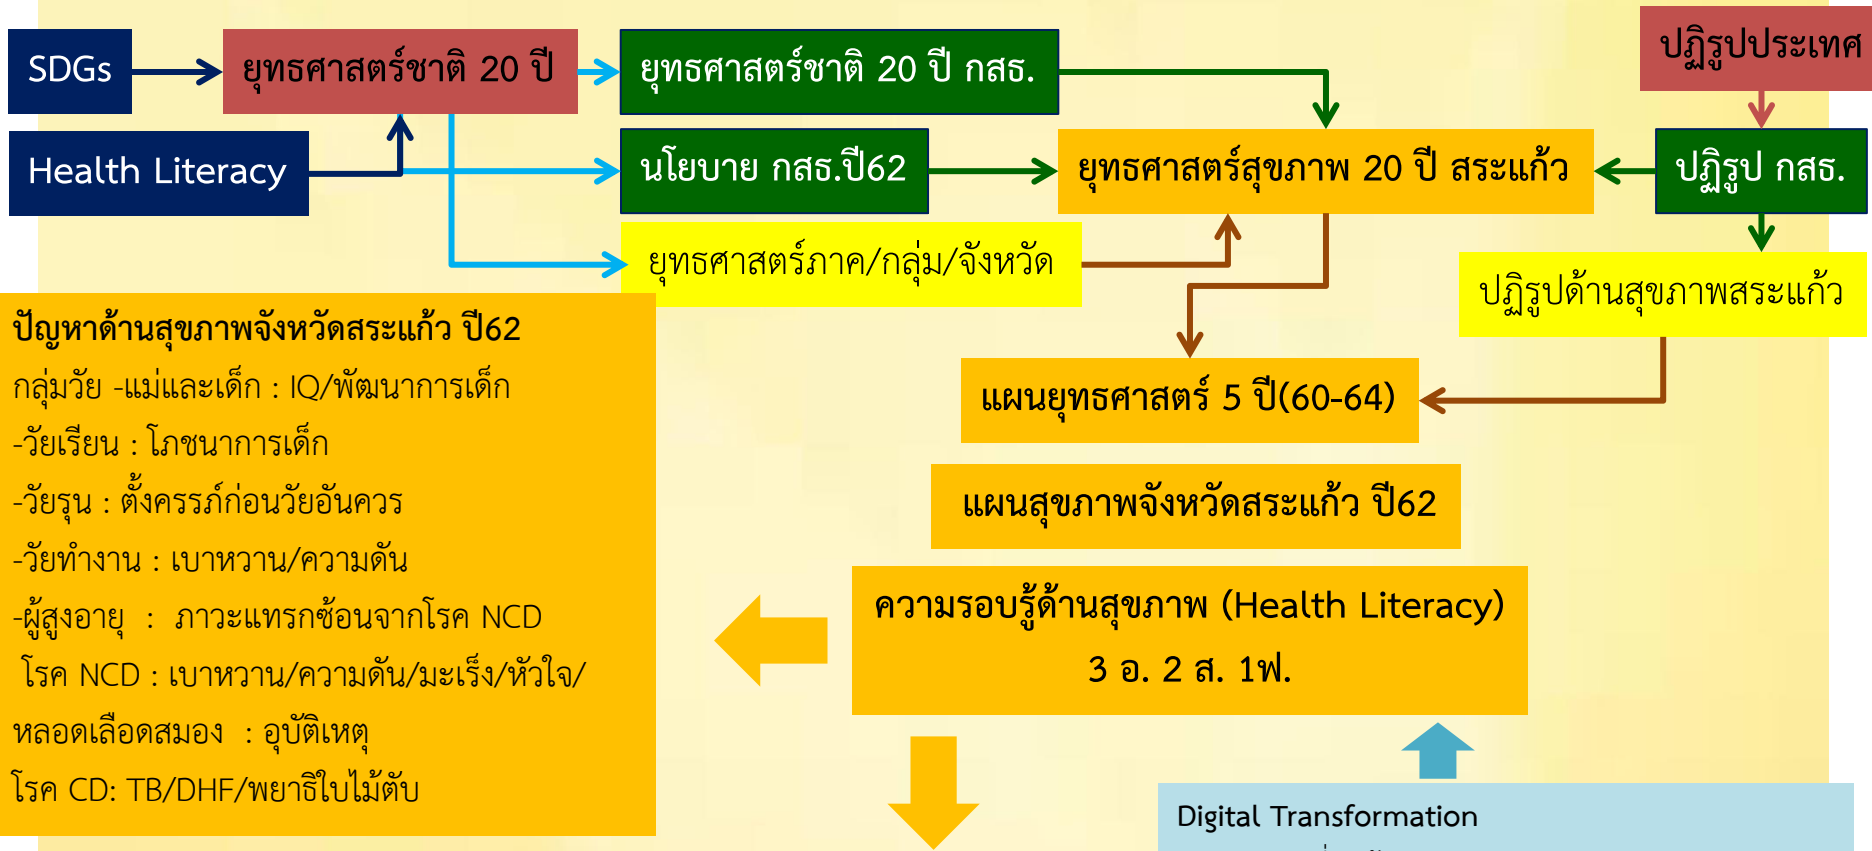 SDGs
ยุทธศาสตร์ชาติ 20 ปี
ยุทธศาสตร์ชาติ 20 ปี กสธ.
ปฏิรูปประเทศ
Health Literacy
นโยบาย กสธ.ปี62
ยุทธศาสตร์สุขภาพ 20 ปี สระแก้ว
ปฏิรูป กสธ.
ยุทธศาสตร์ภาค/กลุ่ม/จังหวัด
ปฏิรูปด้านสุขภาพสระแก้ว
ปัญหาด้านสุขภาพจังหวัดสระแก้ว ปี62
กลุ่มวัย -แม่และเด็ก : IQ/พัฒนาการเด็ก
-วัยเรียน : โภชนาการเด็ก
-วัยรุน : ตั้งครรภ์ก่อนวัยอันควร
-วัยทำงาน : เบาหวาน/ความดัน
-ผู้สูงอายุ : ภาวะแทรกซ้อนจากโรค NCD
โรค NCD : เบาหวาน/ความดัน/มะเร็ง/หัวใจ/
หลอดเลือดสมอง : อุบัติเหตุ
โรค CD: TB/DHF/พยาธิใบไม้ตับ
แผนยุทธศาสตร์ 5 ปี(60-64)
แผนสุขภาพจังหวัดสระแก้ว ปี62
ความรอบรู้ด้านสุขภาพ (Health Literacy)
3 อ. 2 ส. 1ฟ.
Digital Transformation